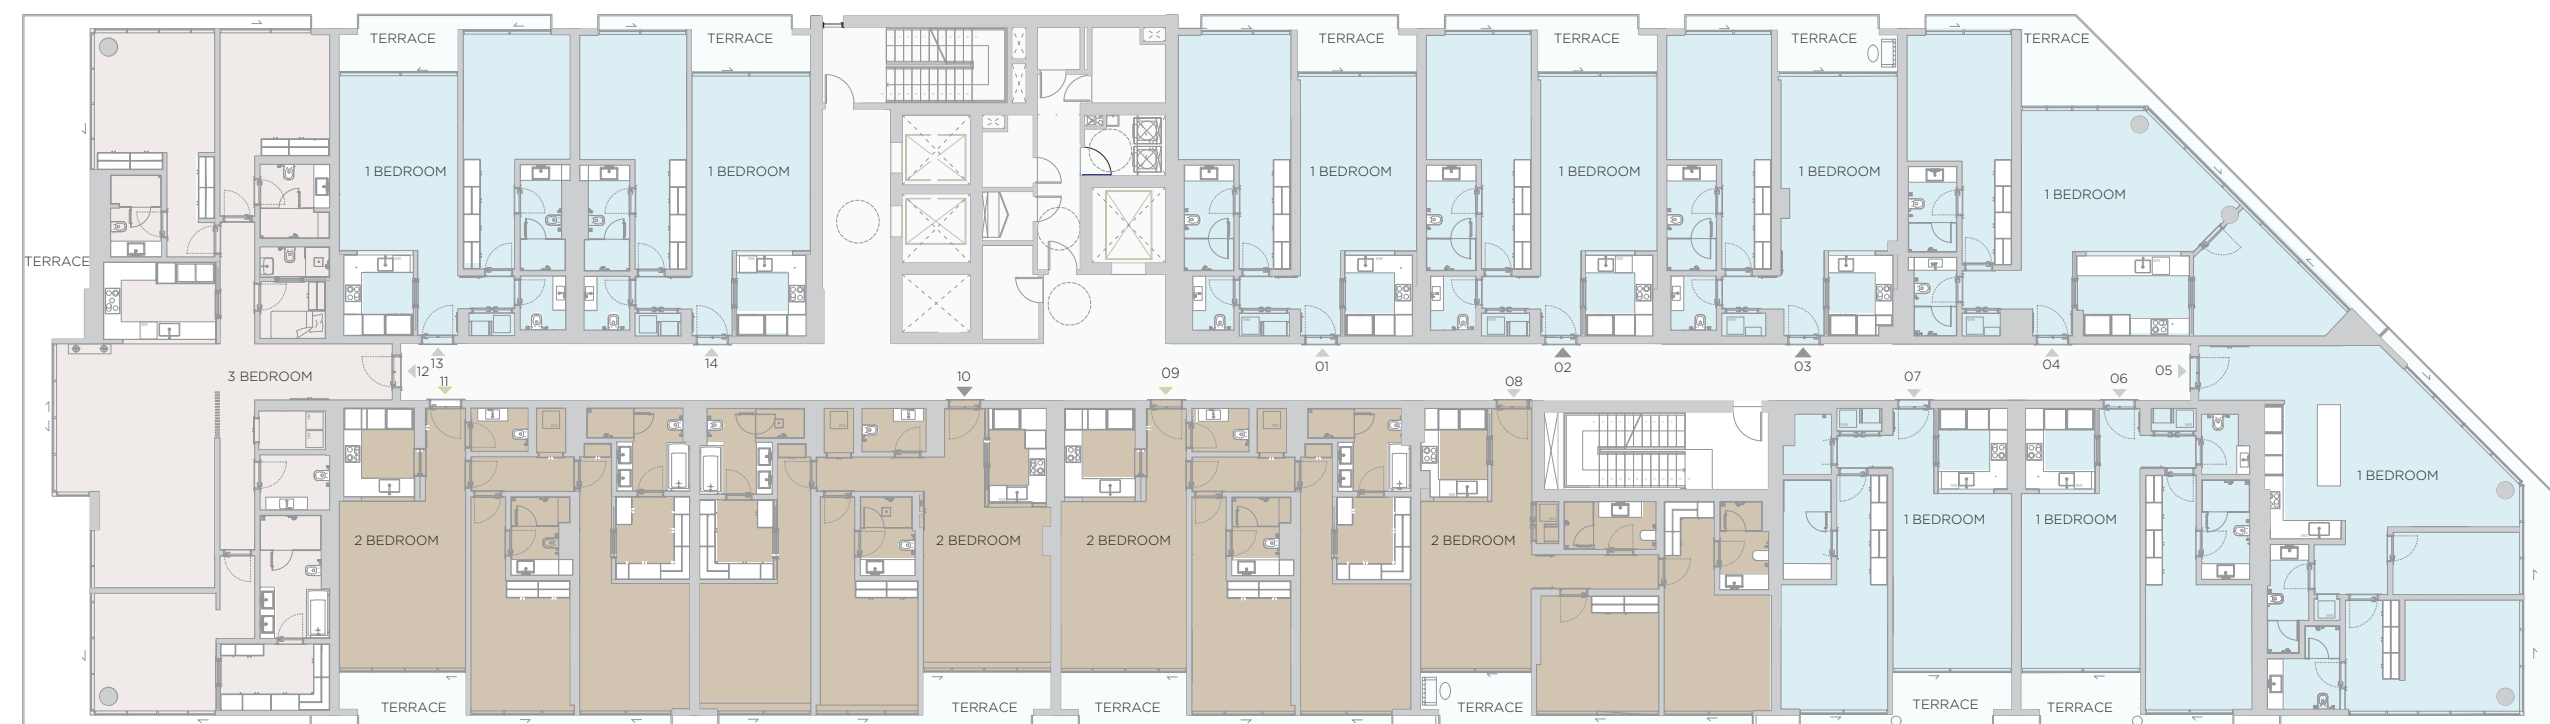 TERRACE
TERRACE
TERRACE
TERRACE
TERRACE
TERRACE
1 BEDROOM
1 BEDROOM
1 BEDROOM
1 BEDROOM
1 BEDROOM
1 BEDROOM
TERRACE
3 BEDROOM
12
13
11
14
10
09
01
08
02
03
07
04
06
05
1 BEDROOM
2 BEDROOM
2 BEDROOM
2 BEDROOM
2 BEDROOM
1 BEDROOM
1 BEDROOM
TERRACE
TERRACE
TERRACE
TERRACE
TERRACE
TERRACE